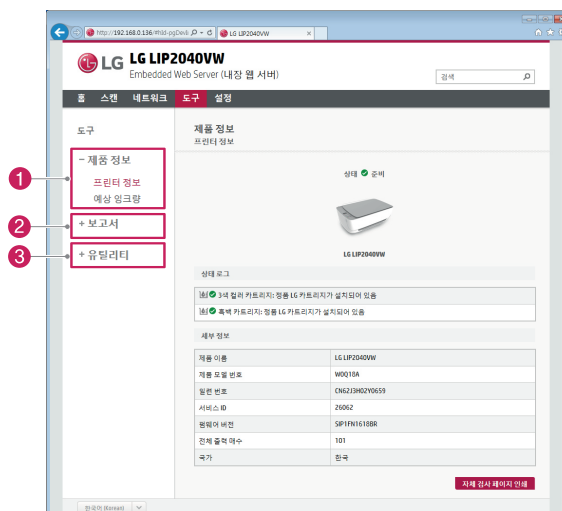 http://192.168.0.136/#hId-pgDevI
LG LIP2040VW
LG
LG LIP2040VW
Embedded Web Server (내장 웹 서버)
검색
홈 스캔 네트워크 도구 설정
도구
제품 정보
프린터 정보
1
− 제품 정보
프린터 정보
예상 잉크량
2
+ 보고서
3
+ 유틸리티
상태 준비
LG LIP2040VW
상태 로그
3색 컬러 카트리지: 정품 LG 카트리지가 설치되어 있음
흑백 카트리지: 정품 LG 카트리지가 설치되어 있음
세부 정보
제품 이름 LG LIP2040VW
제품 모델 번호 W0Q18A
일련 번호 CN62J3H02Y0659
서비스 ID 26062
펌웨어 버전 SIP1FN1618BR
전체 출력 매수 101
국가 한국
자체 검사 페이지 인쇄
한국어 (Korean)